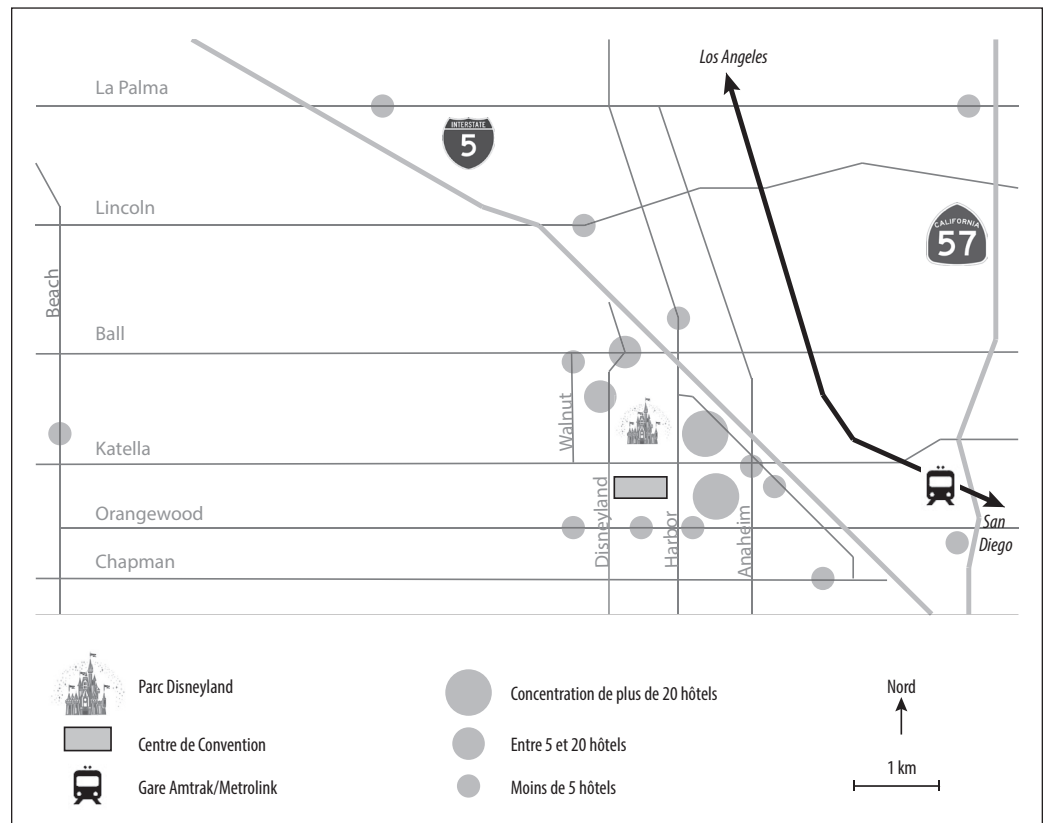 Los Angeles
La Palma
INTERSTATE
5
Lincoln
CALIFORNIA
57
Beach
Ball
Walnut
Katella
Disneyland
Harbor
Anaheim
Orangewood
San
Diego
Chapman
Parc Disneyland
Concentration de plus de 20 hôtels
Nord
Centre de Convention
Entre 5 et 20 hôtels
1 km
Gare Amtrak/Metrolink
Moins de 5 hôtels